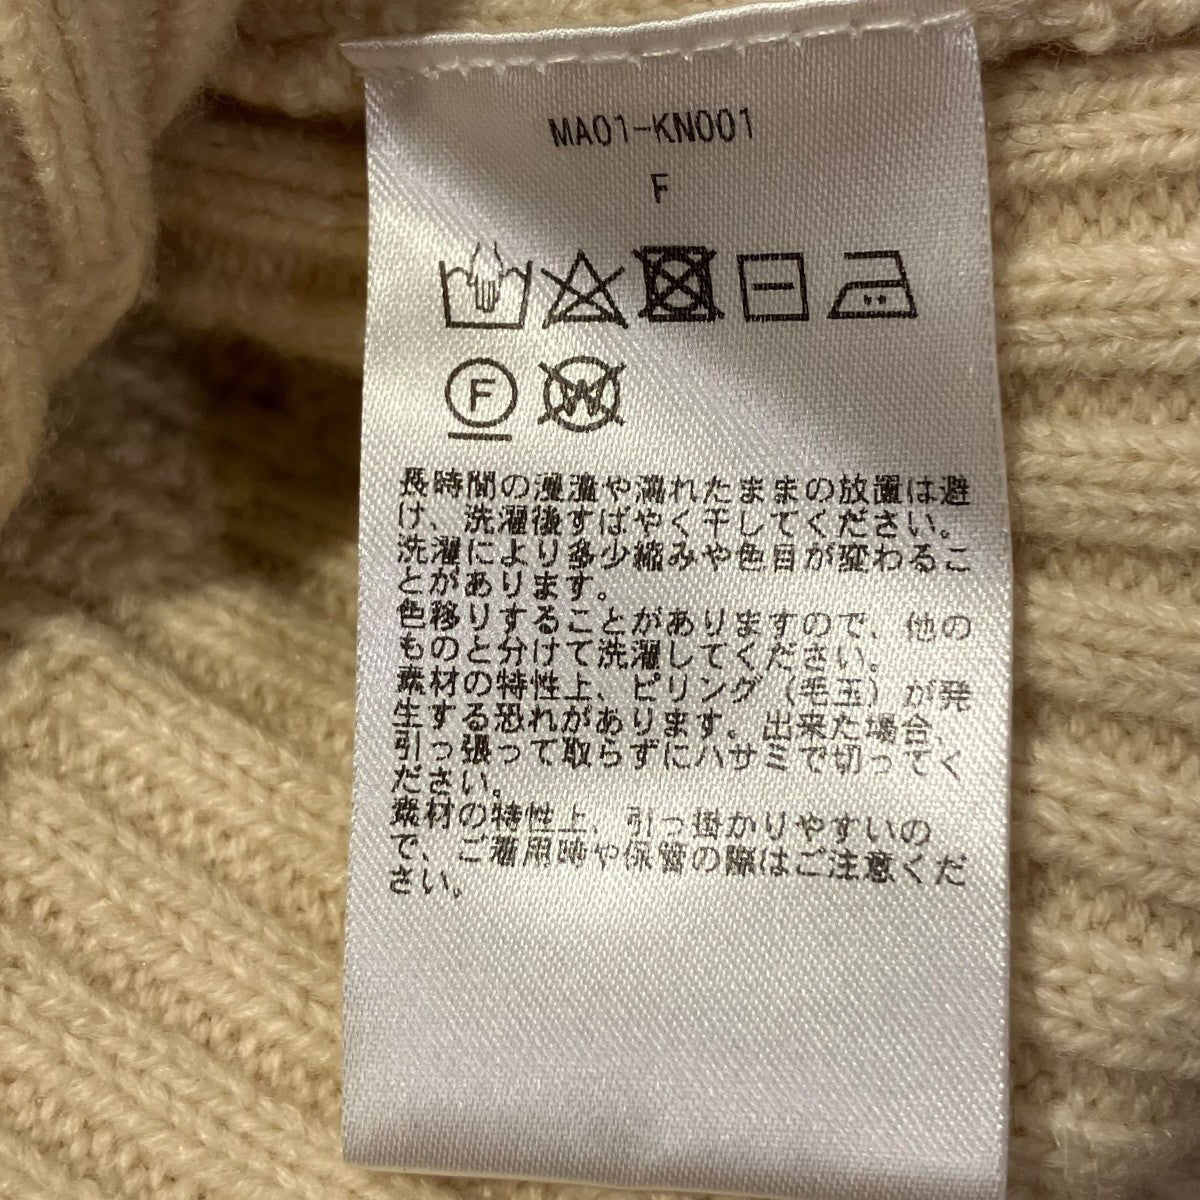 MA01-KN001
F
F
W
長時間の浸漬や濡れたままの放置は避
け、洗濯後すばやく干してください。
洗濯により多少縮みや色目が変わるこ
とがあります。
色移りすることがありますので、他の
ものと分けて洗濯してください。
素材の特性上、ピリング（毛玉）が発
生する恐れがあります。出来た場合、
引っ張って取らずにハサミで切ってく
ださい。
素材の特性上、引っ掛かりやすいの
で、ご着用時や保管の際はご注意くだ
さい。